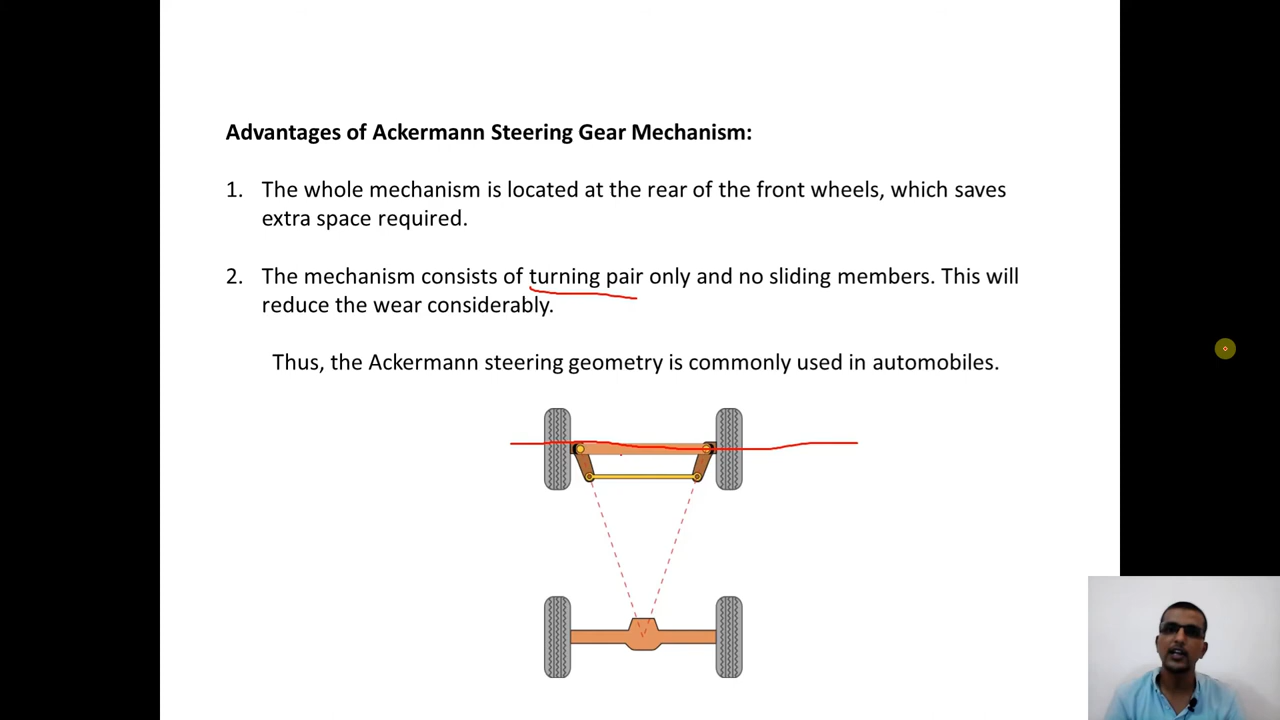 Advantages of Ackermann Steering Gear Mechanism:
1. The whole mechanism is located at the rear of the front wheels, which saves
extra space required.
2. The mechanism consists of turning pair only and no sliding members. This will
reduce the wear considerably.
Thus, the Ackermann steering geometry is commonly used in automobiles.